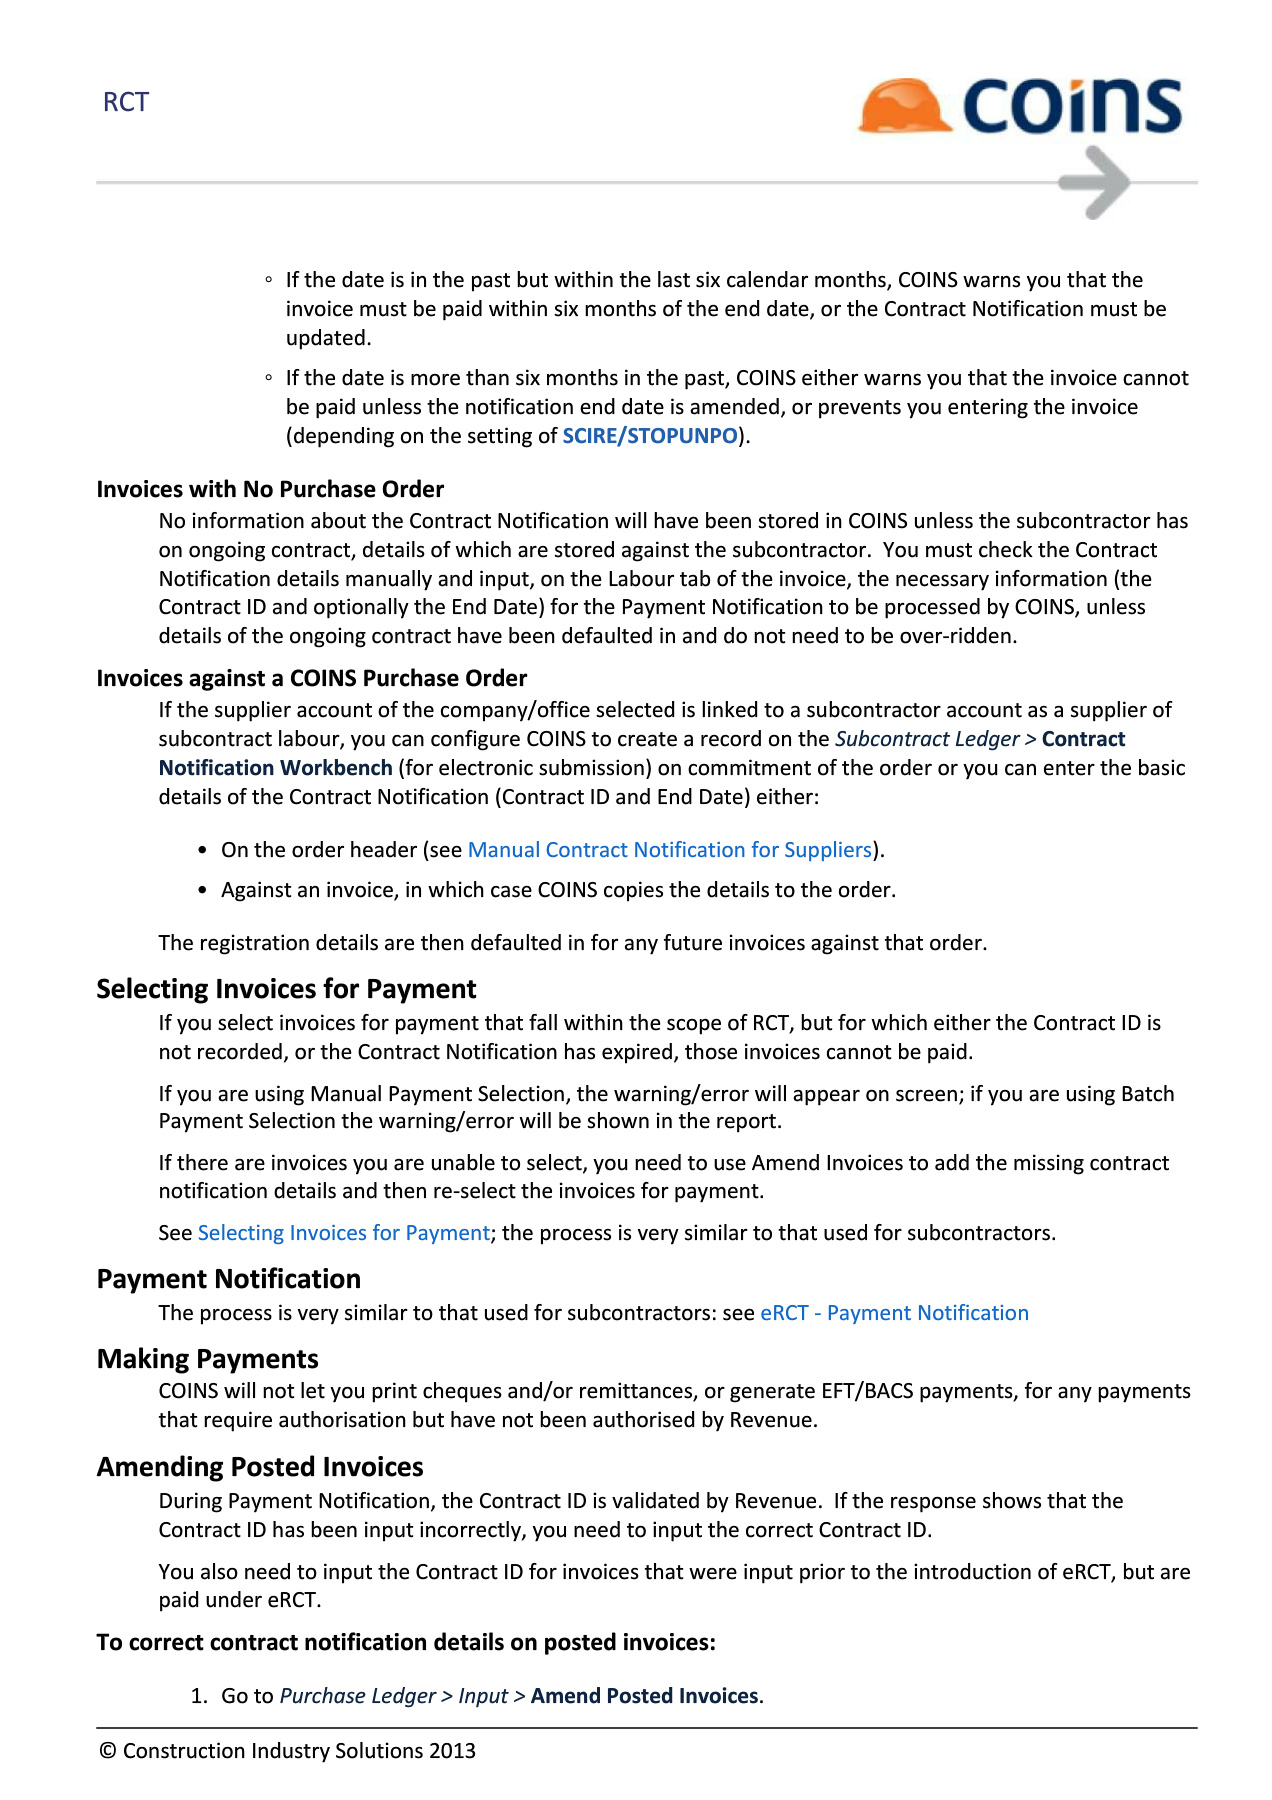 RCT
coins
◦ If the date is in the past but within the last six calendar months, COINS warns you that the
invoice must be paid within six months of the end date, or the Contract Notification must be
updated.
◦ If the date is more than six months in the past, COINS either warns you that the invoice cannot
be paid unless the notification end date is amended, or prevents you entering the invoice
(depending on the setting of SCIRE/STOPUNPO).
Invoices with No Purchase Order
No information about the Contract Notification will have been stored in COINS unless the subcontractor has
on ongoing contract, details of which are stored against the subcontractor.  You must check the Contract
Notification details manually and input, on the Labour tab of the invoice, the necessary information (the
Contract ID and optionally the End Date) for the Payment Notification to be processed by COINS, unless
details of the ongoing contract have been defaulted in and do not need to be over-ridden.
Invoices against a COINS Purchase Order
If the supplier account of the company/office selected is linked to a subcontractor account as a supplier of
subcontract labour, you can configure COINS to create a record on the Subcontract Ledger > Contract
Notification Workbench (for electronic submission) on commitment of the order or you can enter the basic
details of the Contract Notification (Contract ID and End Date) either:
• On the order header (see Manual Contract Notification for Suppliers).
• Against an invoice, in which case COINS copies the details to the order.
The registration details are then defaulted in for any future invoices against that order.
Selecting Invoices for Payment
If you select invoices for payment that fall within the scope of RCT, but for which either the Contract ID is
not recorded, or the Contract Notification has expired, those invoices cannot be paid.
If you are using Manual Payment Selection, the warning/error will appear on screen; if you are using Batch
Payment Selection the warning/error will be shown in the report.
If there are invoices you are unable to select, you need to use Amend Invoices to add the missing contract
notification details and then re-select the invoices for payment.
See Selecting Invoices for Payment; the process is very similar to that used for subcontractors.
Payment Notification
The process is very similar to that used for subcontractors: see eRCT - Payment Notification
Making Payments
COINS will not let you print cheques and/or remittances, or generate EFT/BACS payments, for any payments
that require authorisation but have not been authorised by Revenue.
Amending Posted Invoices
During Payment Notification, the Contract ID is validated by Revenue.  If the response shows that the
Contract ID has been input incorrectly, you need to input the correct Contract ID.
You also need to input the Contract ID for invoices that were input prior to the introduction of eRCT, but are
paid under eRCT.
To correct contract notification details on posted invoices:
1. Go to Purchase Ledger > Input > Amend Posted Invoices.
© Construction Industry Solutions 2013